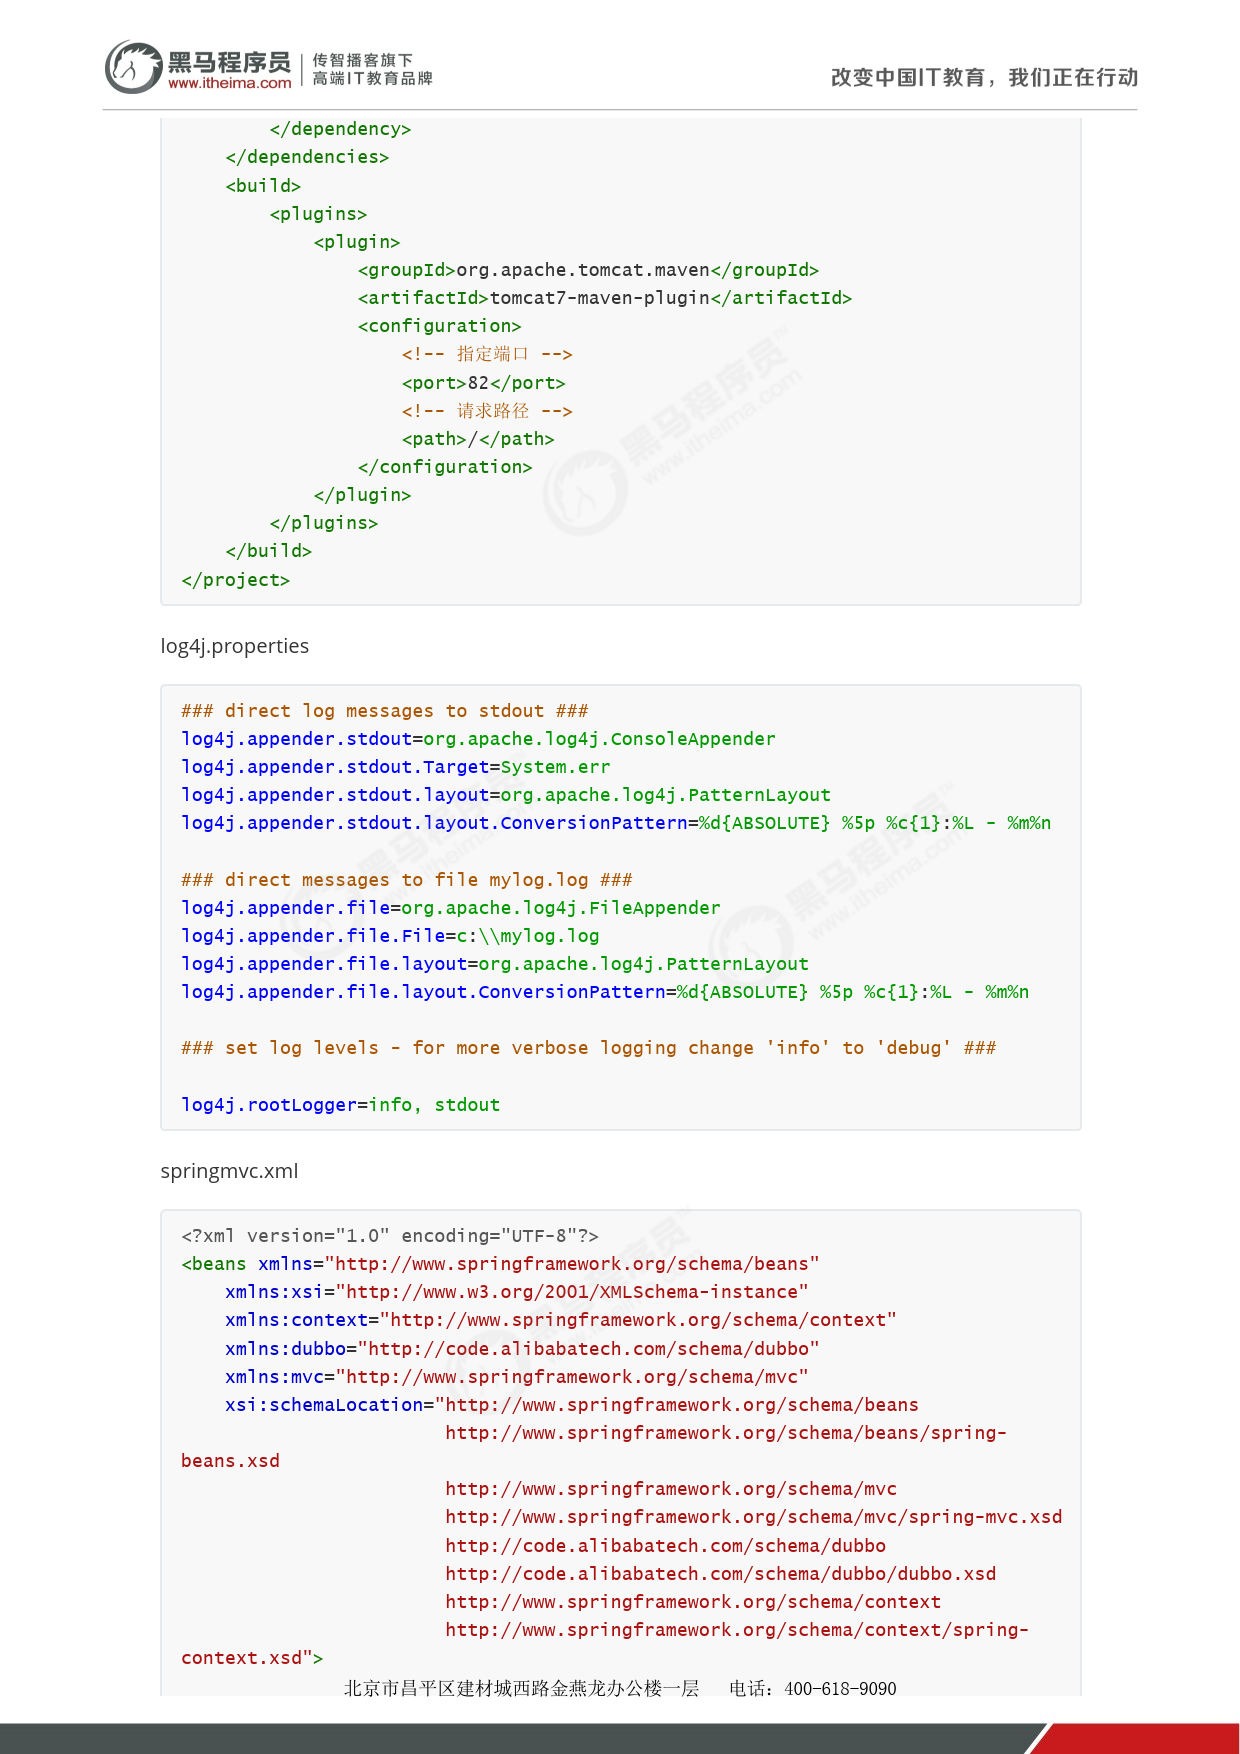 黑马程序员
www.itheima.com
传智播客旗下
高端IT教育品牌
改变中国IT教育，我们正在行动
        </dependency>
    </dependencies>
    <build>
        <plugins>
            <plugin>
                <groupId>org.apache.tomcat.maven</groupId>
                <artifactId>tomcat7-maven-plugin</artifactId>
                <configuration>
                    <!-- 指定端口 -->
                    <port>82</port>
                    <!-- 请求路径 -->
                    <path>/</path>
                </configuration>
            </plugin>
        </plugins>
    </build>
</project>
log4j.properties
### direct log messages to stdout ###
log4j.appender.stdout=org.apache.log4j.ConsoleAppender
log4j.appender.stdout.Target=System.err
log4j.appender.stdout.layout=org.apache.log4j.PatternLayout
log4j.appender.stdout.layout.ConversionPattern=%d{ABSOLUTE} %5p %c{1}:%L - %m%n
### direct messages to file mylog.log ###
log4j.appender.file=org.apache.log4j.FileAppender
log4j.appender.file.File=c:\\mylog.log
log4j.appender.file.layout=org.apache.log4j.PatternLayout
log4j.appender.file.layout.ConversionPattern=%d{ABSOLUTE} %5p %c{1}:%L - %m%n
### set log levels - for more verbose logging change 'info' to 'debug' ###
log4j.rootLogger=info, stdout
springmvc.xml
<?xml version="1.0" encoding="UTF-8"?>
<beans xmlns="http://www.springframework.org/schema/beans"
    xmlns:xsi="http://www.w3.org/2001/XMLSchema-instance"
    xmlns:context="http://www.springframework.org/schema/context"
    xmlns:dubbo="http://code.alibabatech.com/schema/dubbo"
    xmlns:mvc="http://www.springframework.org/schema/mvc"
    xsi:schemaLocation="http://www.springframework.org/schema/beans
                        http://www.springframework.org/schema/beans/spring-
beans.xsd
                        http://www.springframework.org/schema/mvc
                        http://www.springframework.org/schema/mvc/spring-mvc.xsd
                        http://code.alibabatech.com/schema/dubbo
                        http://code.alibabatech.com/schema/dubbo/dubbo.xsd
                        http://www.springframework.org/schema/context
                        http://www.springframework.org/schema/context/spring-
context.xsd">
北京市昌平区建材城西路金燕龙办公楼一层   电话：400-618-9090